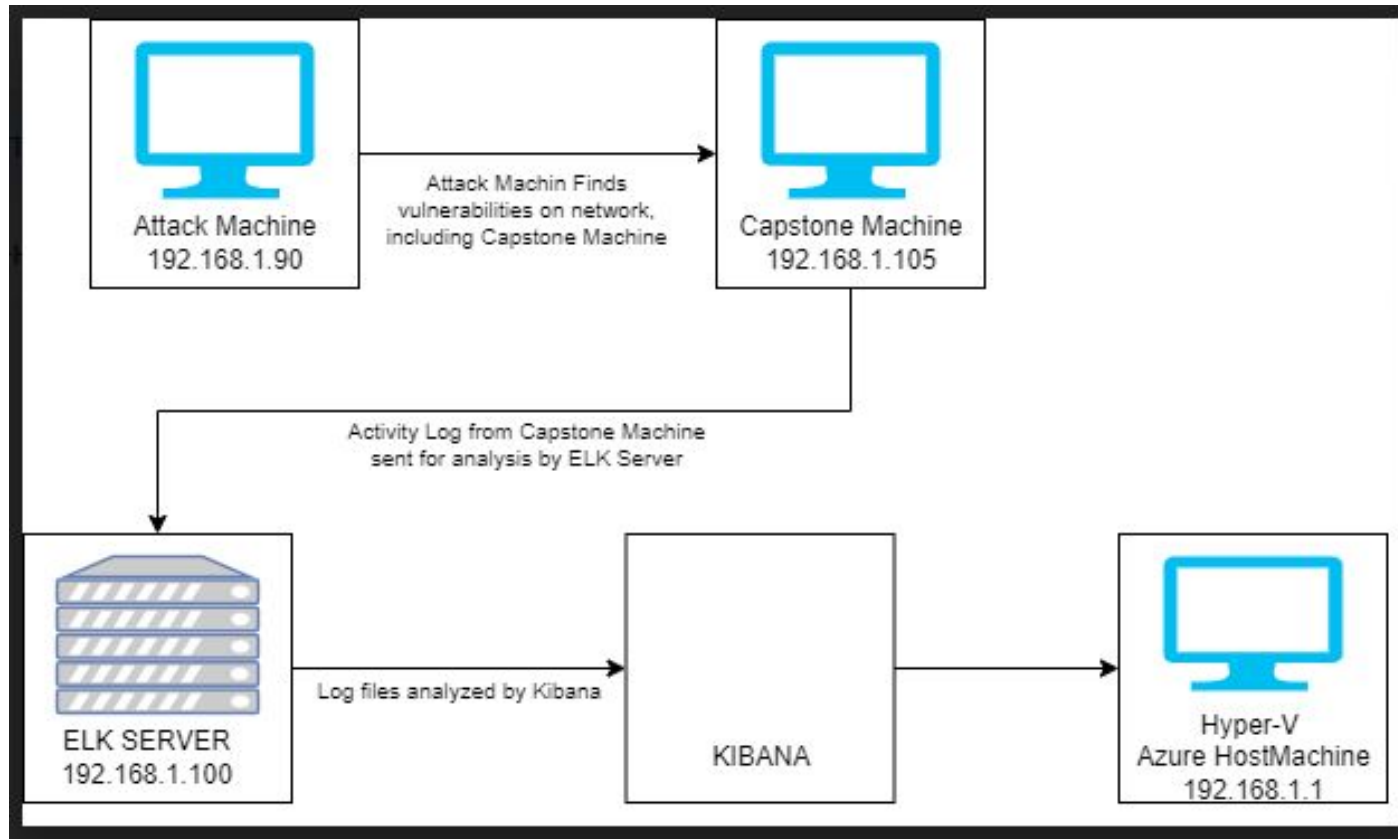 Attack Machine
192.168.1.90
Attack Machin Finds
vulnerabilities on network,
including Capstone Machine
Capstone Machine
192.168.1.105
Activity Log from Capstone Machine
sent for analysis by ELK Server
ELK SERVER
192.168.1.100
Log files analyzed by Kibana
KIBANA
Hyper-V
Azure HostMachine
192.168.1.1